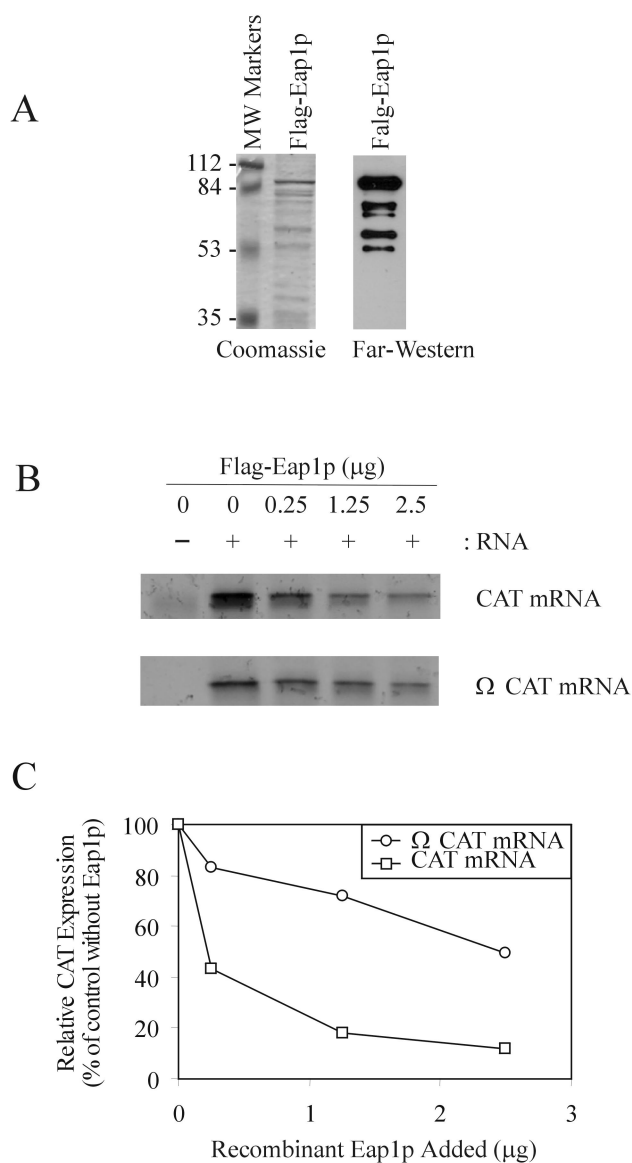 A
MW Markers
Flag-Eap1p
Falg-Eap1p
112
84
53
35
Coomassie
Far-Western
B
Flag-Eap1p (μg)
0 0 0.25 1.25 2.5
– + + + + : RNA
CAT mRNA
Ω CAT mRNA
C
Relative CAT Expression
(% of control without Eap1p)
100
80
60
40
20
0
Ω CAT mRNA
CAT mRNA
0 1 2 3
Recombinant Eap1p Added (μg)